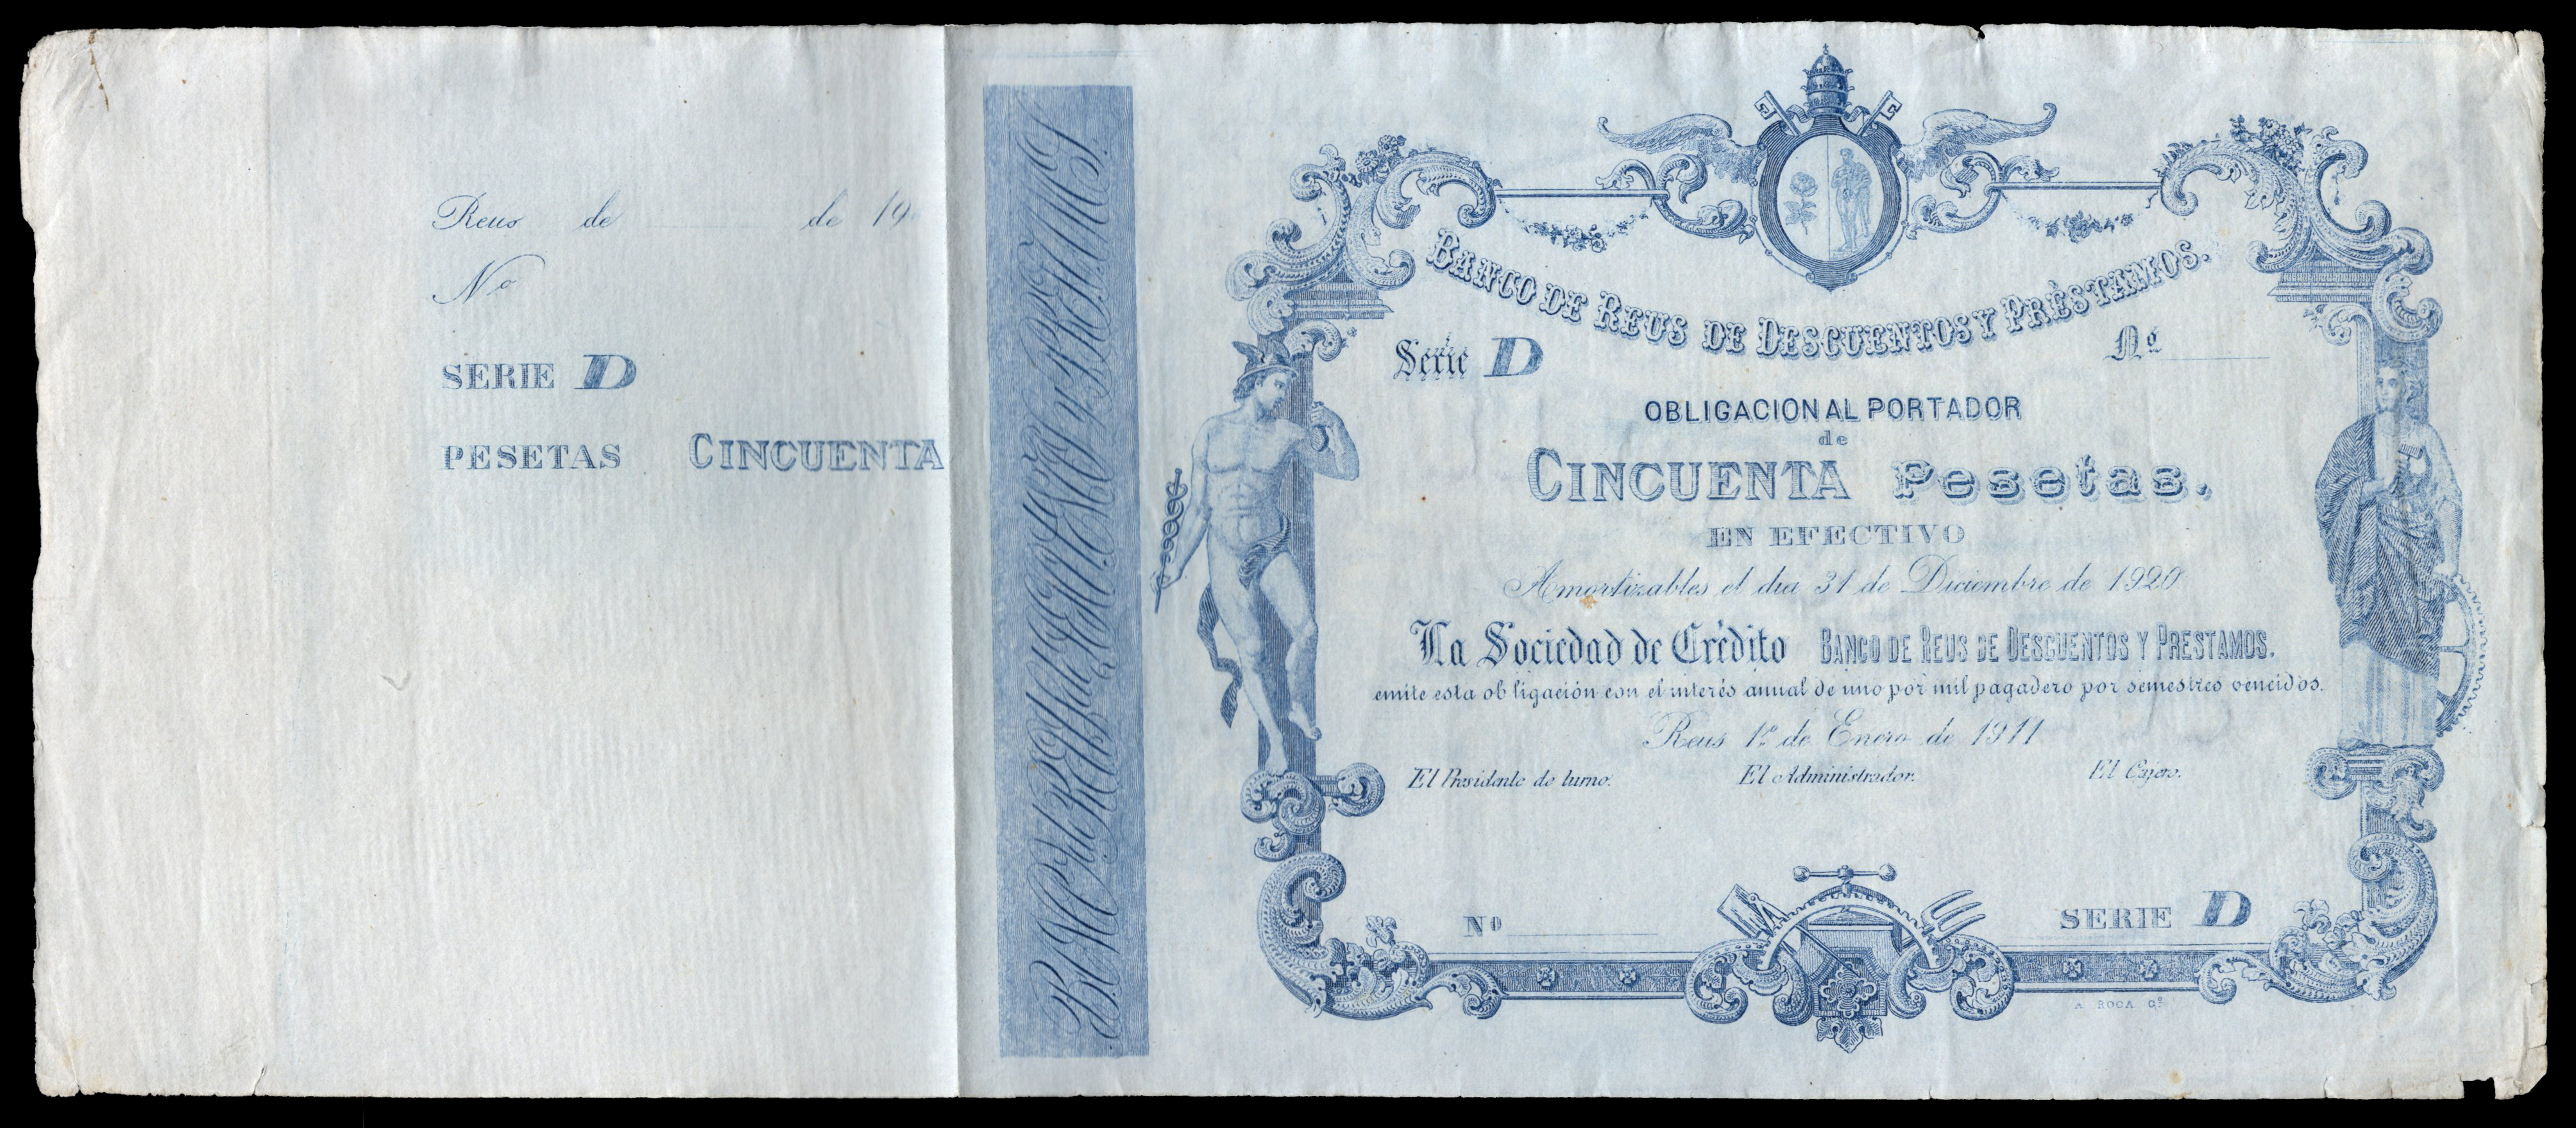 Reus de de 19
No
SERIE D
PESETAS CINCUENTA
BANCO DE REUS DE DESCUENTOS Y PRÉSTAMOS.
Serie D
Nº
OBLIGACION AL PORTADOR
de
CINCUENTA Pesetas.
EN EFECTIVO
Amortizables el dia 31 de Diciembre de 1920
La Sociedad de Crédito BANCO DE REUS DE DESCUENTOS Y PRESTAMOS.
emite esta obligación con el interés anual de uno por mil pagadero por semestres vencidos.
Reus 1º de Enero de 1911
El Presidente de turno. El Administrador. El Cajero.
Nº SERIE D
A ROCA Gº